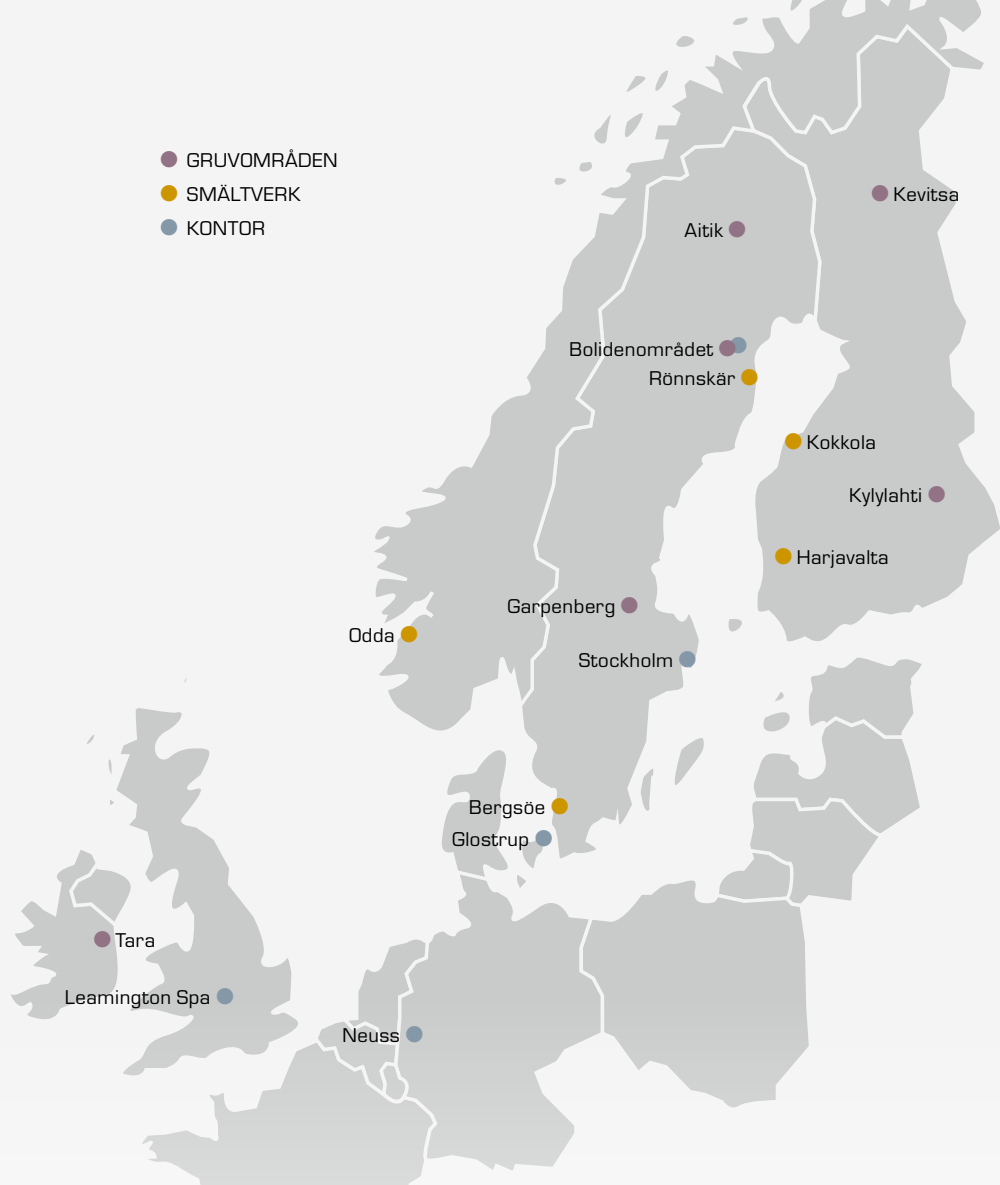 GRUVOMRÅDEN
SMÄLTVERK
KONTOR
Kevitsa
Aitik
Bolidenområdet
Rönnskär
Kokkola
Kylylahti
Harjavalta
Garpenberg
Odda
Stockholm
Bergsöe
Glostrup
Tara
Leamington Spa
Neuss